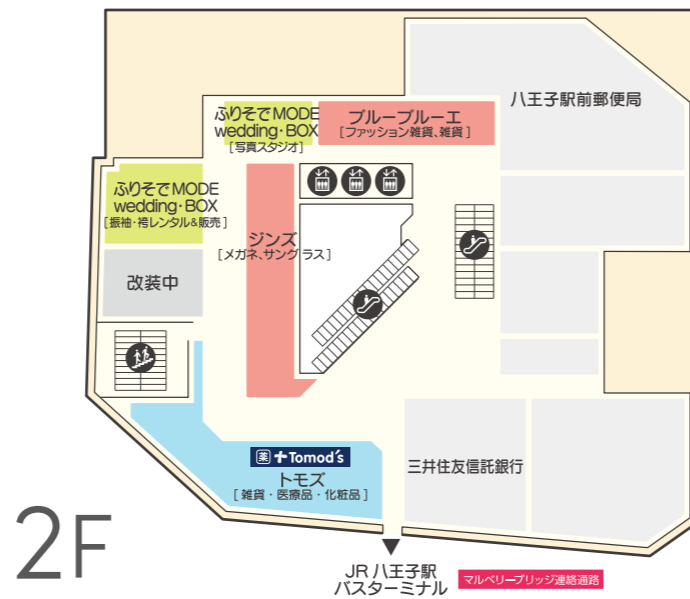 八王子駅前郵便局
ふりそでMODE
wedding・BOX
[写真スタジオ]
ブルーブルーエ
[ファッション雑貨、雑貨]
ふりそでMODE
wedding・BOX
[振袖・袴レンタル&販売]
ジンズ
[メガネ、サングラス]
改装中
薬 Tomod's
トモズ
[雑貨・医療品・化粧品]
三井住友信託銀行
2F
JR 八王子駅
バスターミナル
マルベリーブリッジ連絡通路